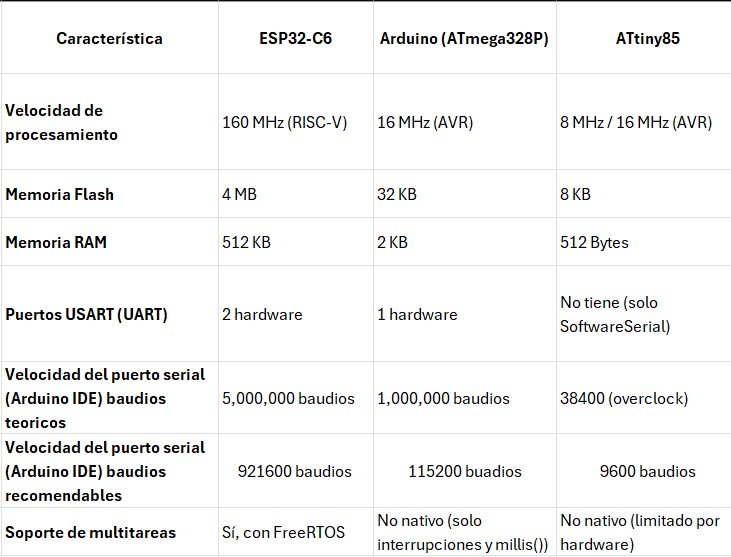 Característica ESP32-C6 Arduino (ATmega328P) ATtiny85
Velocidad de
procesamiento 160 MHz (RISC-V) 16 MHz (AVR) 8 MHz / 16 MHz (AVR)
Memoria Flash 4 MB 32 KB 8 KB
Memoria RAM 512 KB 2 KB 512 Bytes
Puertos USART (UART) 2 hardware 1 hardware No tiene (solo
SoftwareSerial)
Velocidad del puerto serial
(Arduino IDE) baudios
teoricos 5,000,000 baudios 1,000,000 baudios 38400 (overclock)
Velocidad del puerto serial
(Arduino IDE) baudios
recomendables 921600 baudios 115200 buadios 9600 baudios
Soporte de multitareas Sí, con FreeRTOS No nativo (solo
interrupciones y millis()) No nativo (limitado por
hardware)